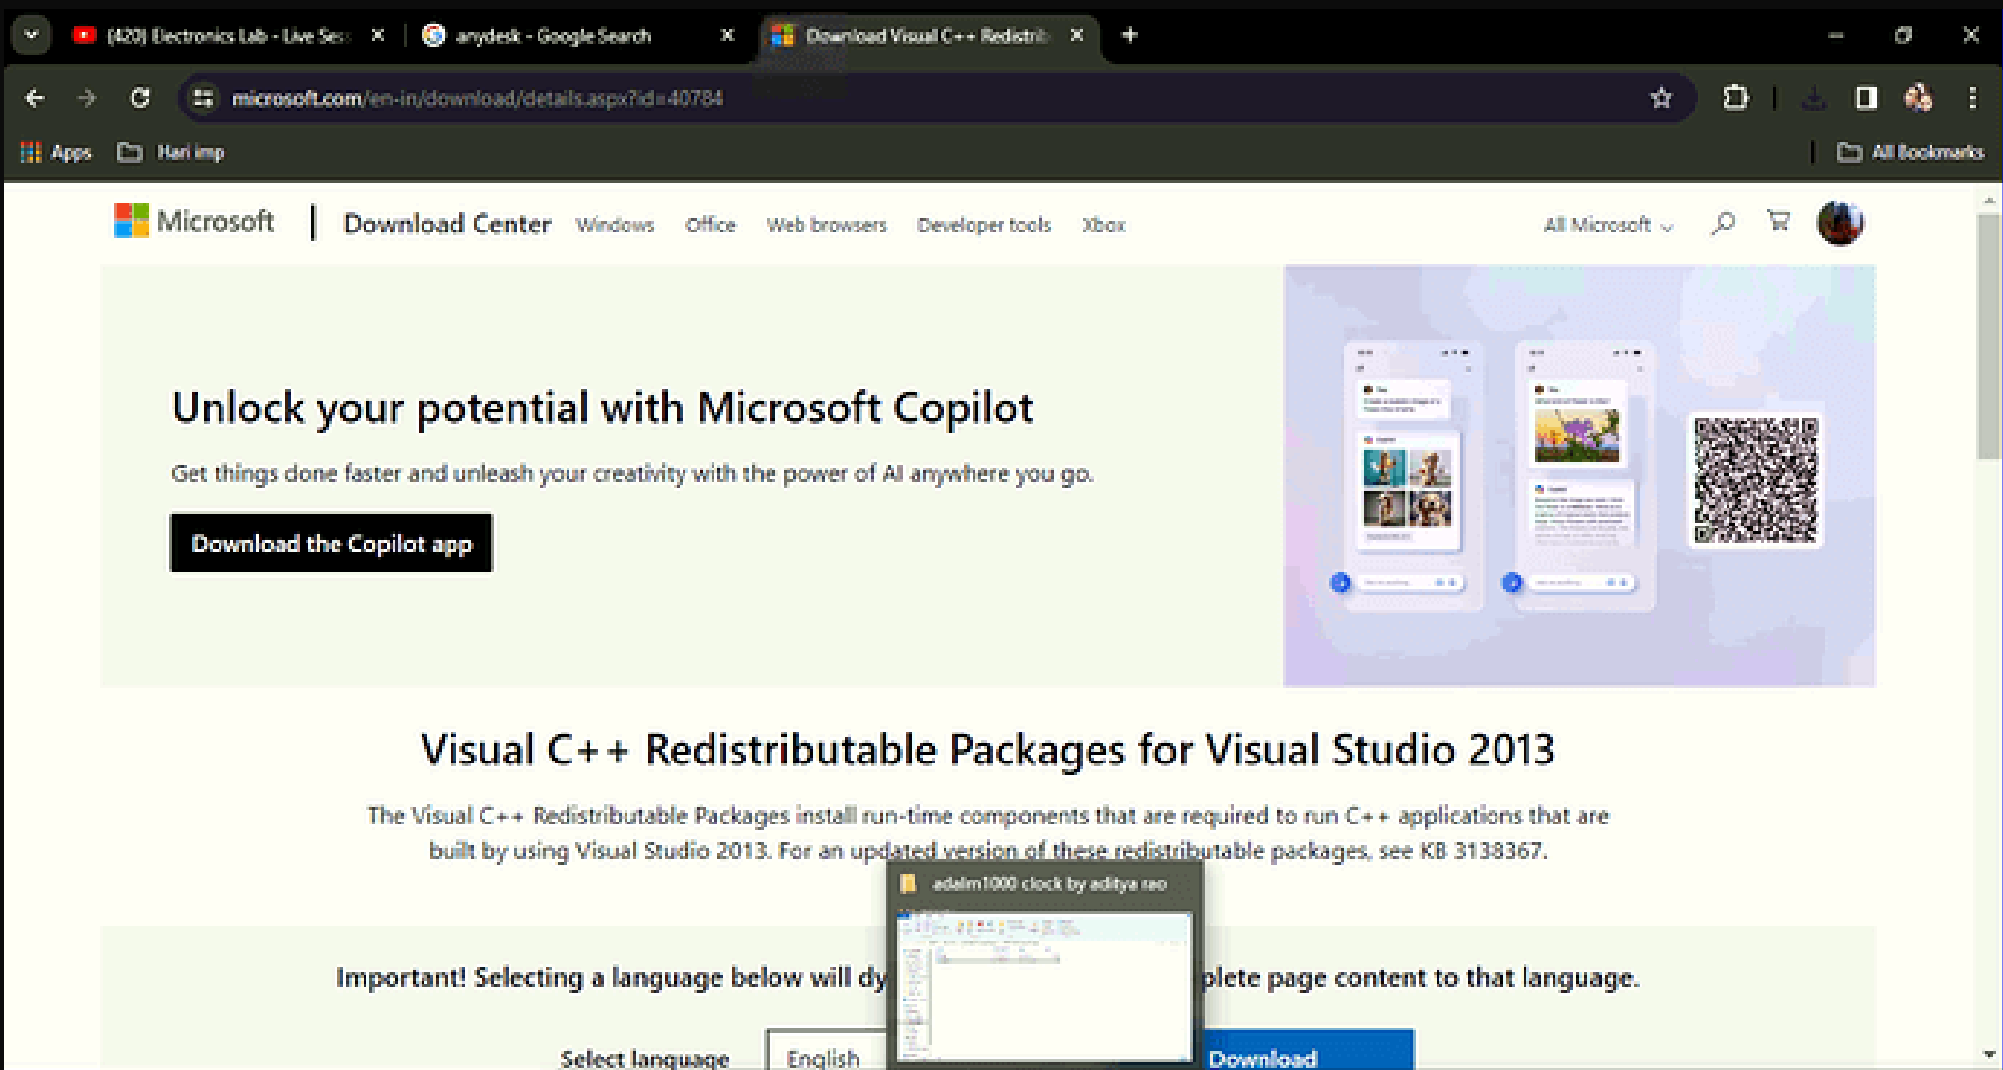 (420) Electronics Lab - Live Ses
anydesk - Google Search
Download Visual C++ Redistrib
microsoft.com/en-in/download/details.aspx?id=40784
Apps
Hari imp
All Bookmarks
Microsoft
Download Center
Windows
Office
Web browsers
Developer tools
Xbox
All Microsoft
Unlock your potential with Microsoft Copilot
Get things done faster and unleash your creativity with the power of AI anywhere you go.
Download the Copilot app
Visual C++ Redistributable Packages for Visual Studio 2013
The Visual C++ Redistributable Packages install run-time components that are required to run C++ applications that are
built by using Visual Studio 2013. For an updated version of these redistributable packages, see KB 3138367.
adalm1000 clock by aditya rao
Important! Selecting a language below will dy
plete page content to that language.
Select language
English
Download